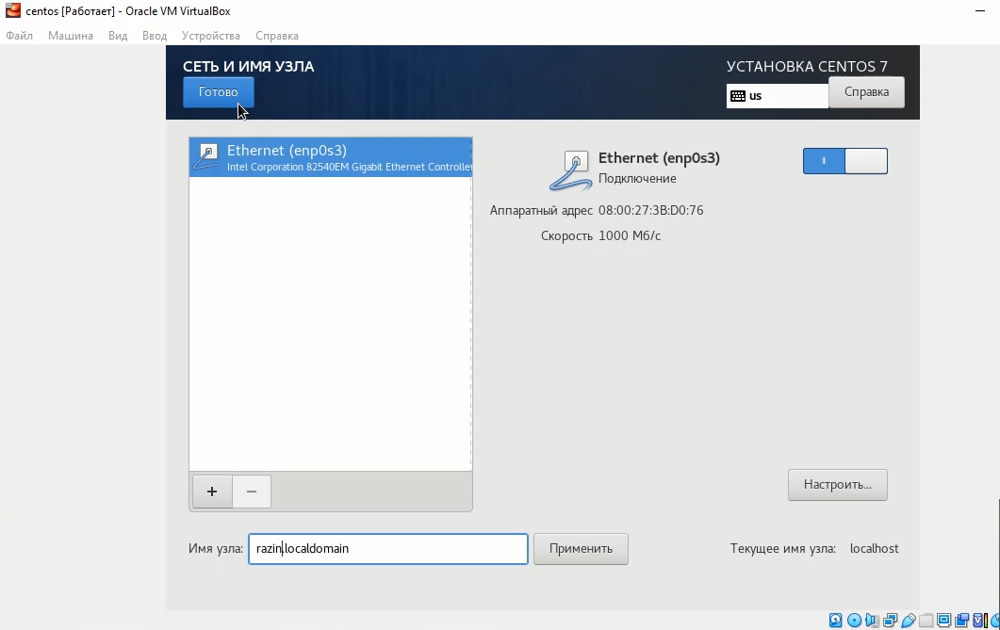 centos [Работает] - Oracle VM VirtualBox
Файл Машина Вид Ввод Устройства Справка
СЕТЬ И ИМЯ УЗЛА
УСТАНОВКА CENTOS 7
Готово
us
Справка
Ethernet (enp0s3)
Intel Corporation 82540EM Gigabit Ethernet Controller
Ethernet (enp0s3)
Подключение
Аппаратный адрес 08:00:27:3B:D0:76
Скорость 1000 Мб/с
+ −
Настроить...
Имя узла: razin.localdomain Применить Текущее имя узла: localhost